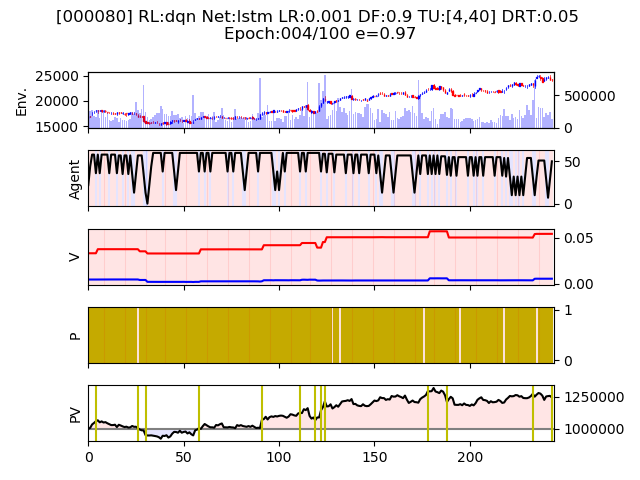 [000080] RL:dqn Net:lstm LR:0.001 DF:0.9 TU:[4,40] DRT:0.05
Epoch:004/100 e=0.97
Env.
25000
20000
15000
500000
0
Agent
50
0
V
0.05
0.00
P
1
0
PV
1250000
1000000
0 50 100 150 200